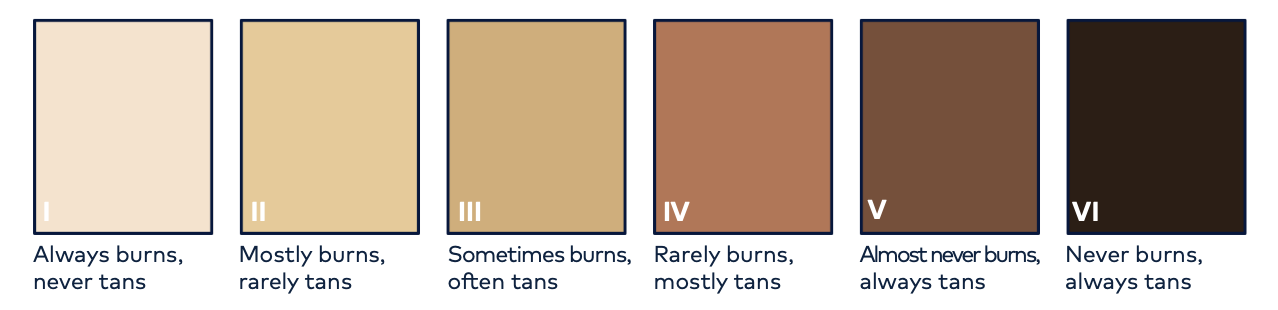 I
II
III
IV
V
VI
Always burns,
never tans
Mostly burns,
rarely tans
Sometimes burns,
often tans
Rarely burns,
mostly tans
Almost never burns,
always tans
Never burns,
always tans